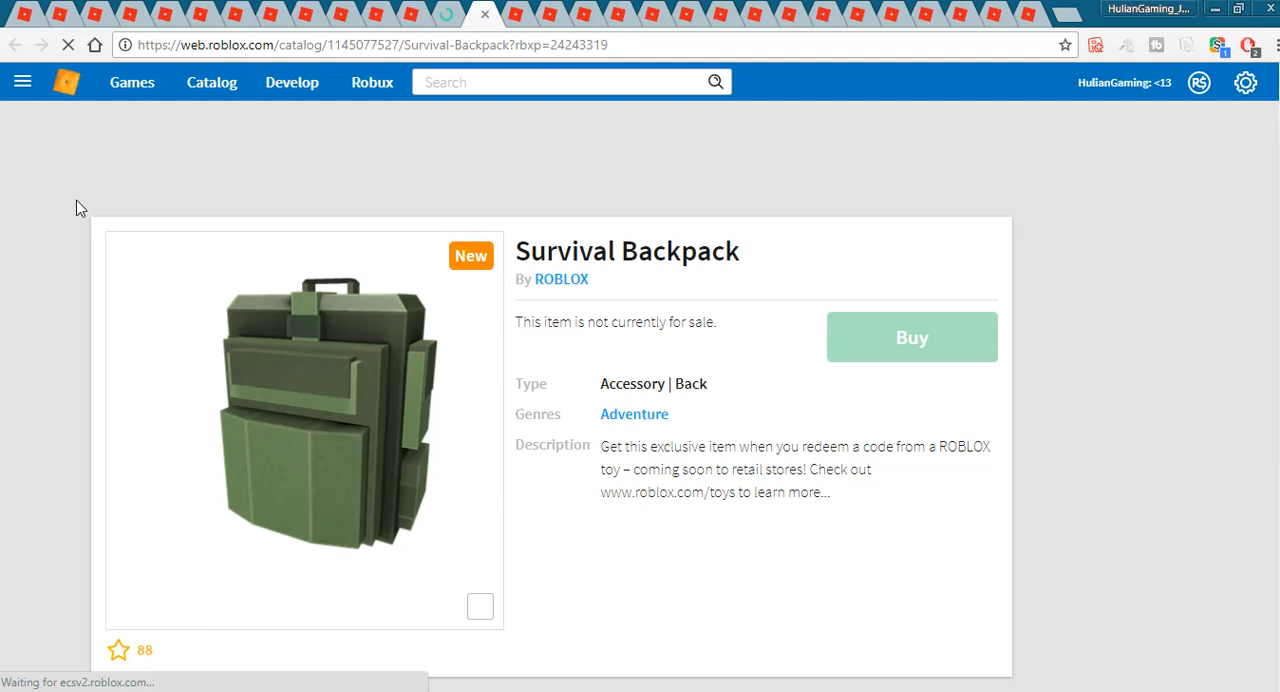 HulianGaming_J...
https://web.roblox.com/catalog/1145077527/Survival-Backpack?rbxp=24243319
1
2
Games
Catalog
Develop
Robux
Search
HulianGaming: <13
R$
New
Survival Backpack
By ROBLOX
This item is not currently for sale.
Buy
Type
Accessory | Back
Genres
Adventure
Description
Get this exclusive item when you redeem a code from a ROBLOX
toy – coming soon to retail stores! Check out
www.roblox.com/toys to learn more...
88
Waiting for ecsv2.roblox.com...